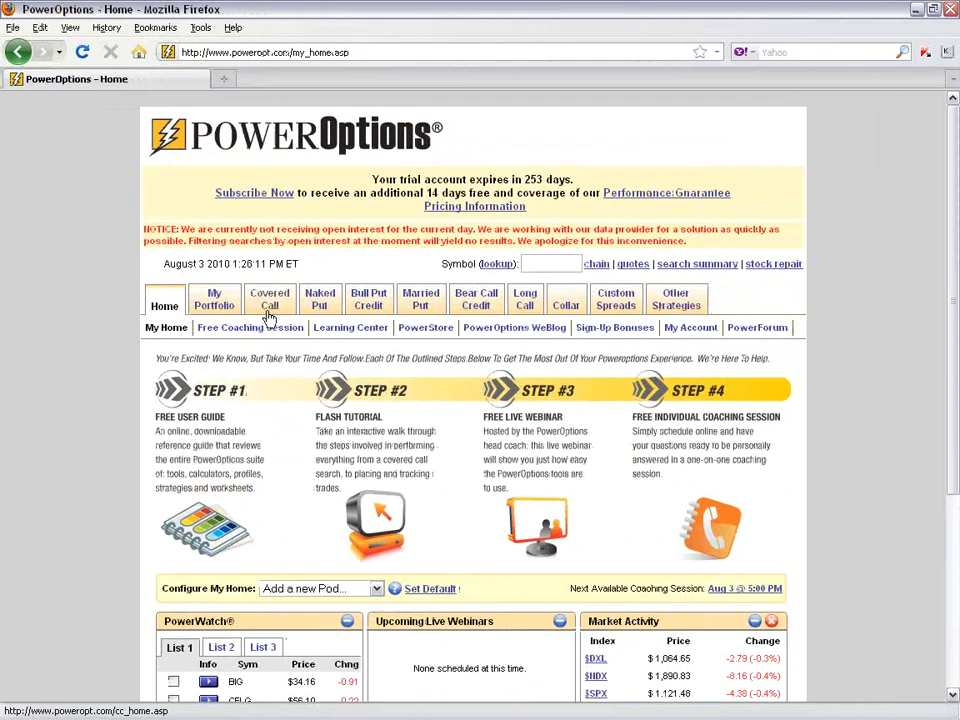 PowerOptions - Home - Mozilla Firefox
File Edit View History Bookmarks Tools Help
http://www.poweropt.com/my_home.asp
Yahoo
PowerOptions - Home
POWEROptions®
Your trial account expires in 253 days.
Subscribe Now to receive an additional 14 days free and coverage of our Performance Guarantee
Pricing Information
NOTICE: We are currently not receiving open interest for the current day. We are working with our data provider for a solution as quickly as
possible. Filtering searches by open interest at the moment will yield no results. We apologize for this inconvenience.
August 3 2010 1:26:11 PM ET Symbol (lookup): chain | quotes | search summary | stock repair
Home My Portfolio Covered Call Naked Put Bull Put Credit Married Put Bear Call Credit Long Call Collar Custom Spreads Other Strategies
My Home | Free Coaching Session | Learning Center | PowerStore | PowerOptions WeBlog | Sign-Up Bonuses | My Account | PowerForum |
You're Excited: We Know, But Take Your Time And Follow Each Of The Outlined Steps Below To Get The Most Out Of Your Poweroptions Experience. We're Here To Help.
STEP #1 STEP #2 STEP #3 STEP #4
FREE USER GUIDE
An online, downloadable
reference guide that reviews
the entire PowerOptions suite
of: tools, calculators, profiles,
strategies and worksheets.
FLASH TUTORIAL
Take an interactive walk through
the steps involved in performing
everything from a covered call
search, to placing and tracking
trades.
FREE LIVE WEBINAR
Hosted by the PowerOptions
head coach: this live webinar
will show you just how easy
the PowerOptions tools are
to use.
FREE INDIVIDUAL COACHING SESSION
Simply schedule online and have
your questions ready to be personally
answered in a one-on-one coaching
session.
Configure My Home: Add a new Pod... Set Default! Next Available Coaching Session: Aug 3 @ 5:00 PM
PowerWatch®
List 1 List 2 List 3
Info Sym Price Chng
BIG $34.16 -0.91
Upcoming Live Webinars
None scheduled at this time.
Market Activity
Index Price Change
$DXL $ 1,064.65 -2.79 (-0.3%)
$NDX $ 1,890.83 -8.16 (-0.4%)
$SPX $ 1,121.48 -4.38 (-0.4%)
http://www.poweropt.com/cc_home.asp